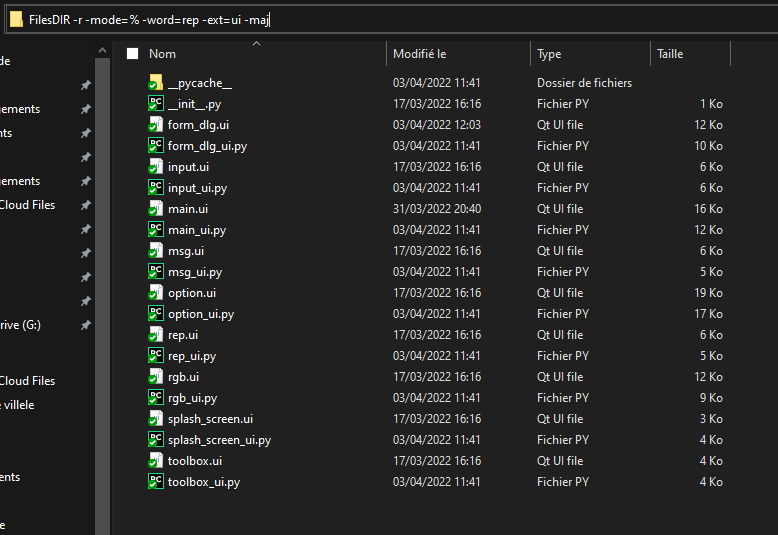 FilesDIR -r -mode=% -word=rep -ext=ui -maj
de
gements
nts
gements
Cloud Files
rive (G:)
Cloud Files
e villele
ents
e
Nom Modifié le Type Taille
__pycache__ 03/04/2022 11:41 Dossier de fichiers
__init__.py 17/03/2022 16:16 Fichier PY 1 Ko
form_dlg.ui 03/04/2022 12:03 Qt UI file 12 Ko
form_dlg_ui.py 03/04/2022 11:41 Fichier PY 10 Ko
input.ui 17/03/2022 16:16 Qt UI file 6 Ko
input_ui.py 03/04/2022 11:41 Fichier PY 6 Ko
main.ui 31/03/2022 20:40 Qt UI file 16 Ko
main_ui.py 03/04/2022 11:41 Fichier PY 12 Ko
msg.ui 17/03/2022 16:16 Qt UI file 6 Ko
msg_ui.py 03/04/2022 11:41 Fichier PY 5 Ko
option.ui 17/03/2022 16:16 Qt UI file 19 Ko
option_ui.py 03/04/2022 11:41 Fichier PY 17 Ko
rep.ui 17/03/2022 16:16 Qt UI file 6 Ko
rep_ui.py 03/04/2022 11:41 Fichier PY 5 Ko
rgb.ui 17/03/2022 16:16 Qt UI file 12 Ko
rgb_ui.py 03/04/2022 11:41 Fichier PY 9 Ko
splash_screen.ui 17/03/2022 16:16 Qt UI file 3 Ko
splash_screen_ui.py 03/04/2022 11:41 Fichier PY 4 Ko
toolbox.ui 17/03/2022 16:16 Qt UI file 4 Ko
toolbox_ui.py 03/04/2022 11:41 Fichier PY 4 Ko